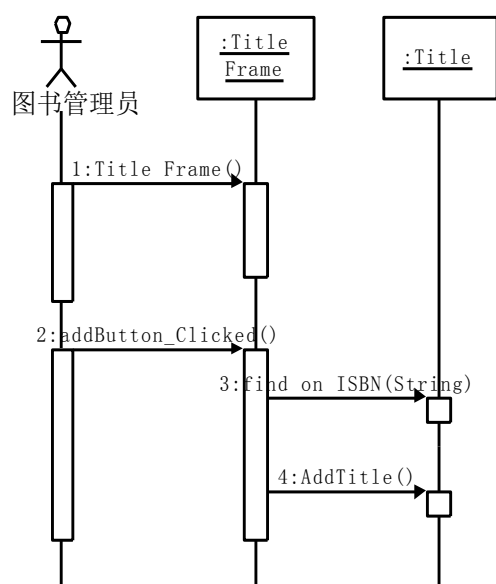 :Title
Frame
:Title
图书管理员
1:Title Frame()
2:addButton_Clicked()
3:find on ISBN(String)
4:AddTitle()